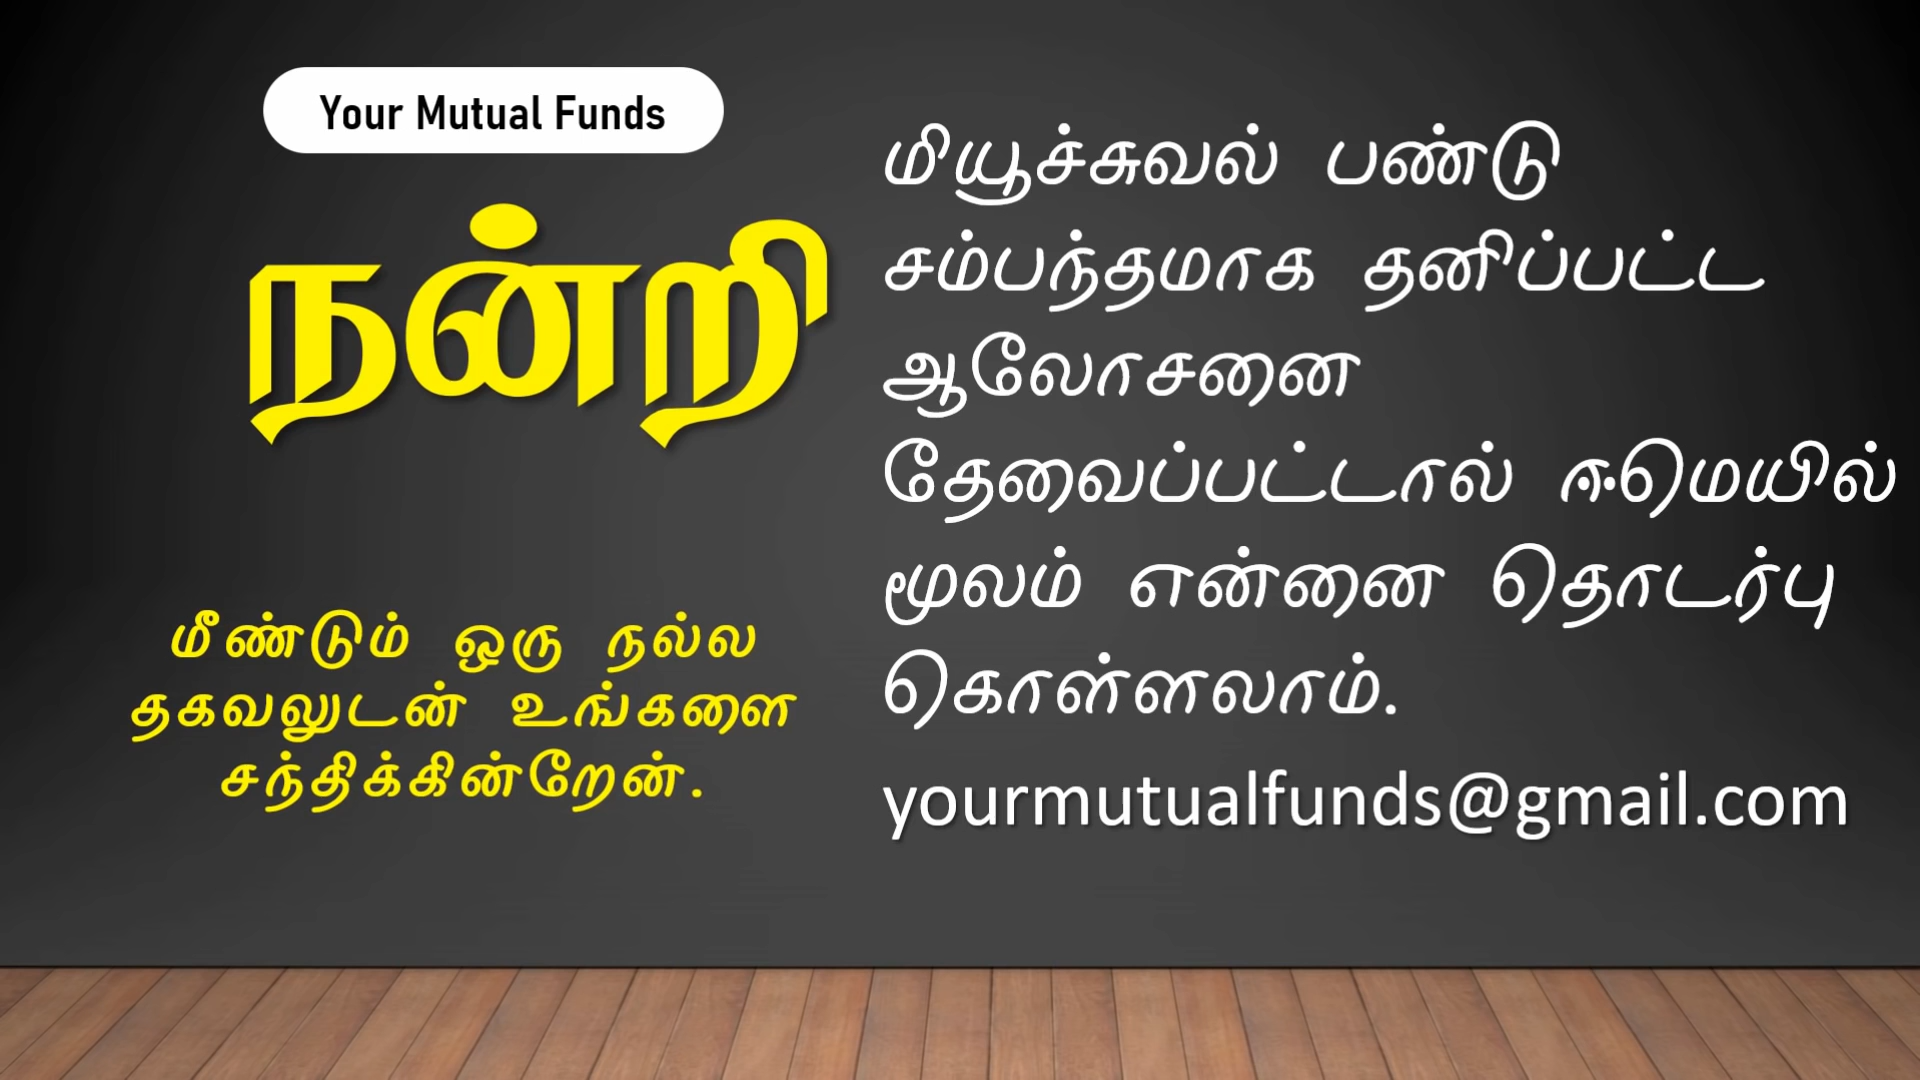 Your Mutual Funds
நன்றி
மீண்டும் ஒரு நல்ல
தகவலுடன் உங்களை
சந்திக்கின்றேன்.
மியூச்சுவல் பண்டு
சம்பந்தமாக தனிப்பட்ட
ஆலோசனை
தேவைப்பட்டால் ஈமெயில்
மூலம் என்னை தொடர்பு
கொள்ளலாம்.
yourmutualfunds@gmail.com